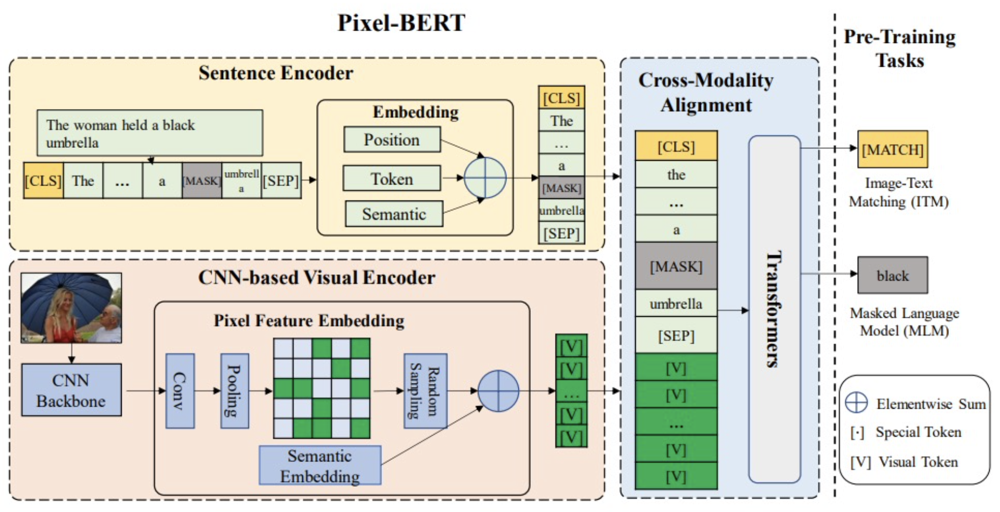 Pixel-BERT
Sentence Encoder
The woman held a black
umbrella
[CLS] The ... a [MASK] umbrell [SEP]
a
Embedding
Position
Token
Semantic
[CLS]
The
...
a
[MASK]
umbrella
[SEP]
CNN-based Visual Encoder
CNN
Backbone
Pixel Feature Embedding
Conv
Pooling
Random
Sampling
Semantic
Embedding
[V]
[V]
...
[V]
[V]
Cross-Modality
Alignment
[CLS]
the
...
a
[MASK]
umbrella
[SEP]
[V]
[V]
...
[V]
[V]
Transformers
Pre-Training
Tasks
[MATCH]
Image-Text
Matching (ITM)
black
Masked Language
Model (MLM)
Elementwise Sum
[·] Special Token
[V] Visual Token